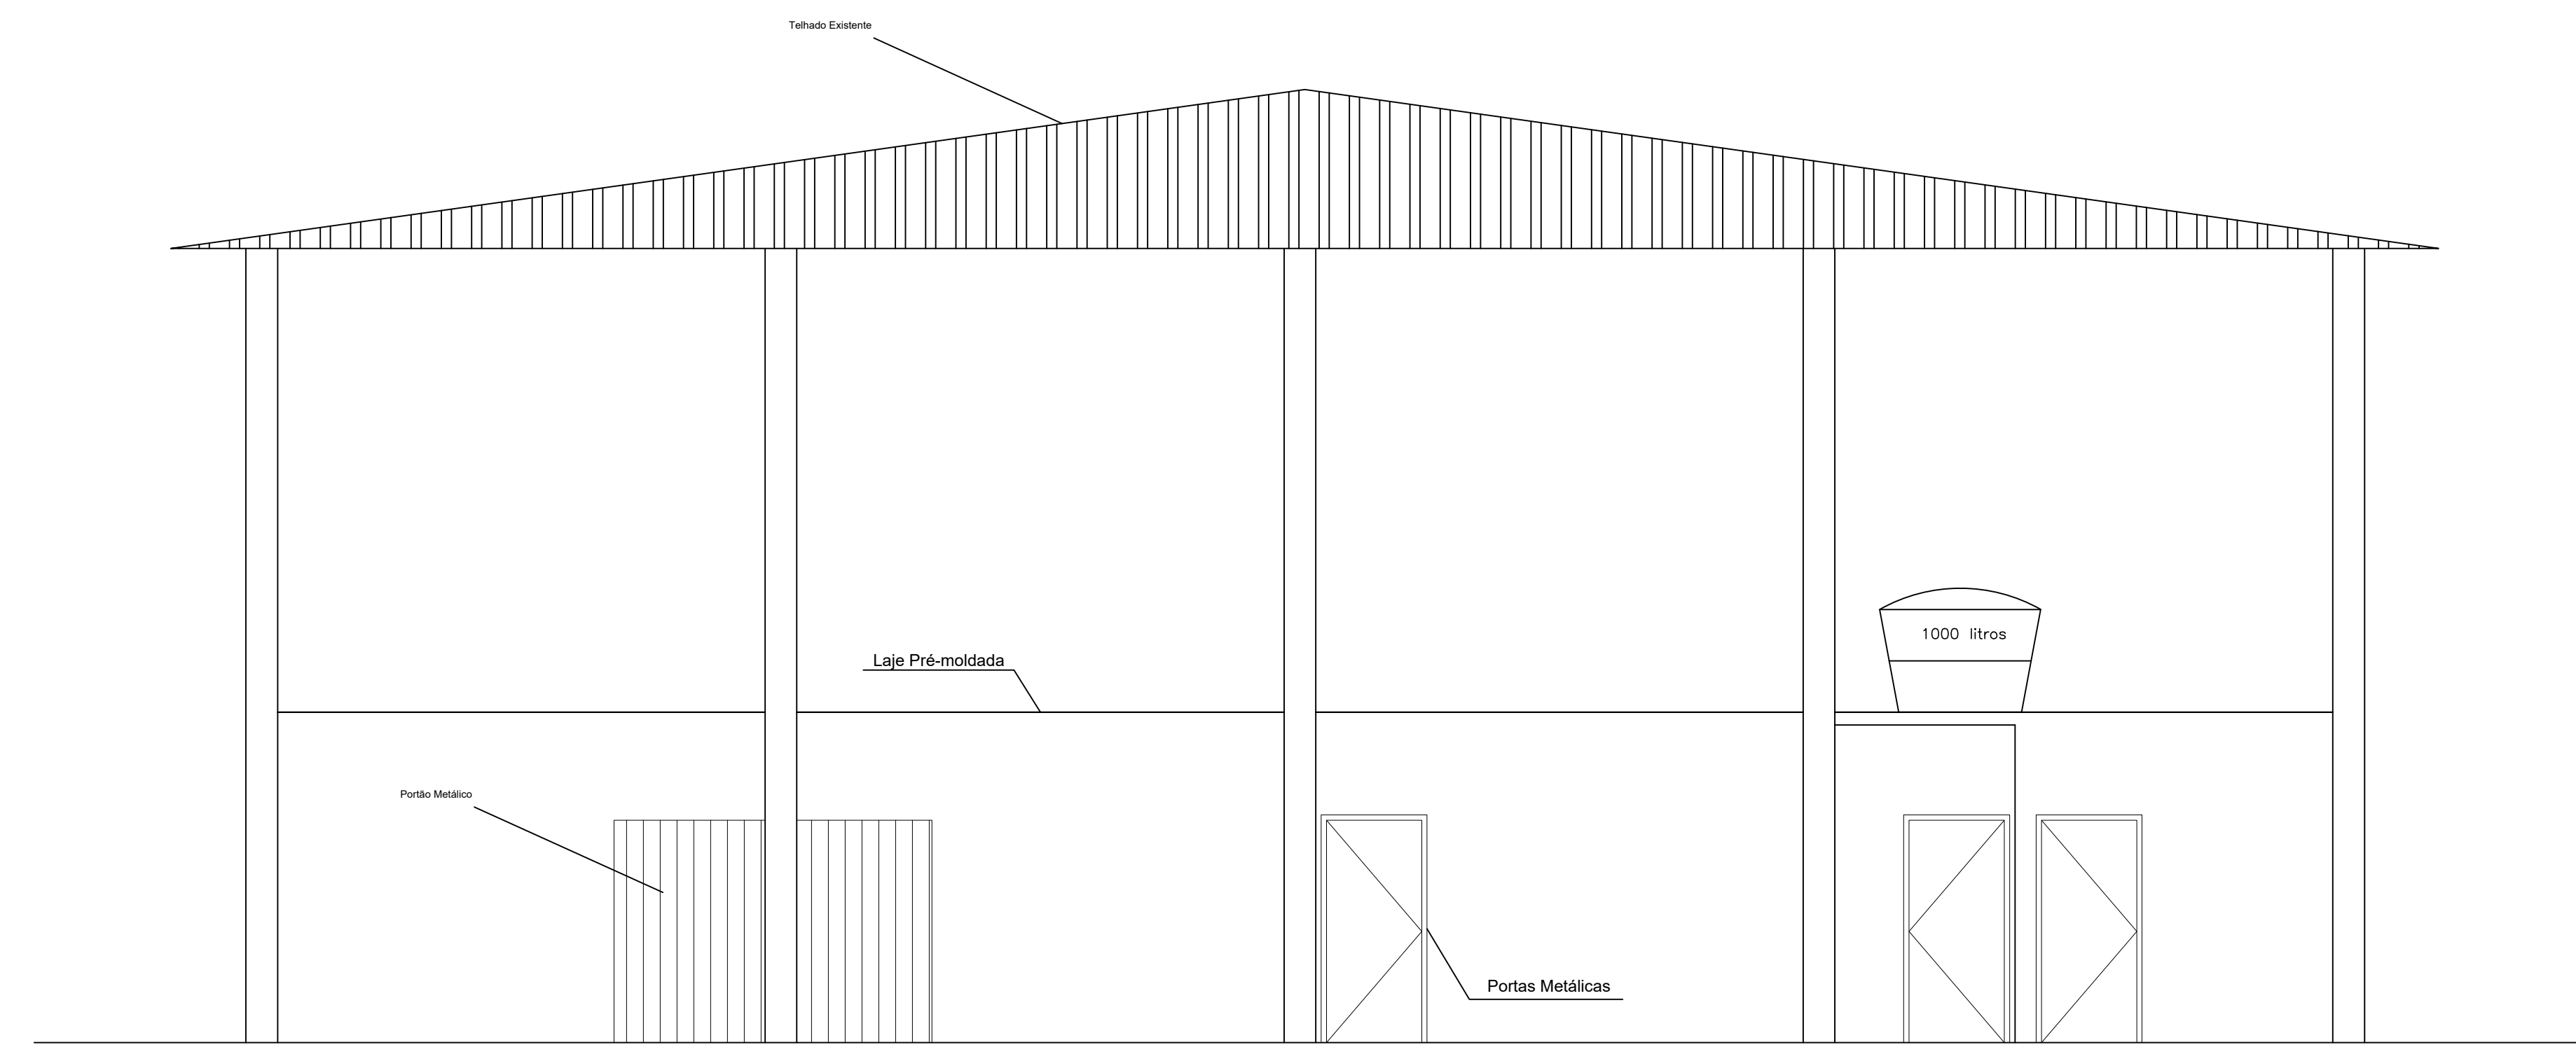 Telhado Existente
1000 litros
Laje Pré-moldada
Portão Metálico
Portas Metálicas